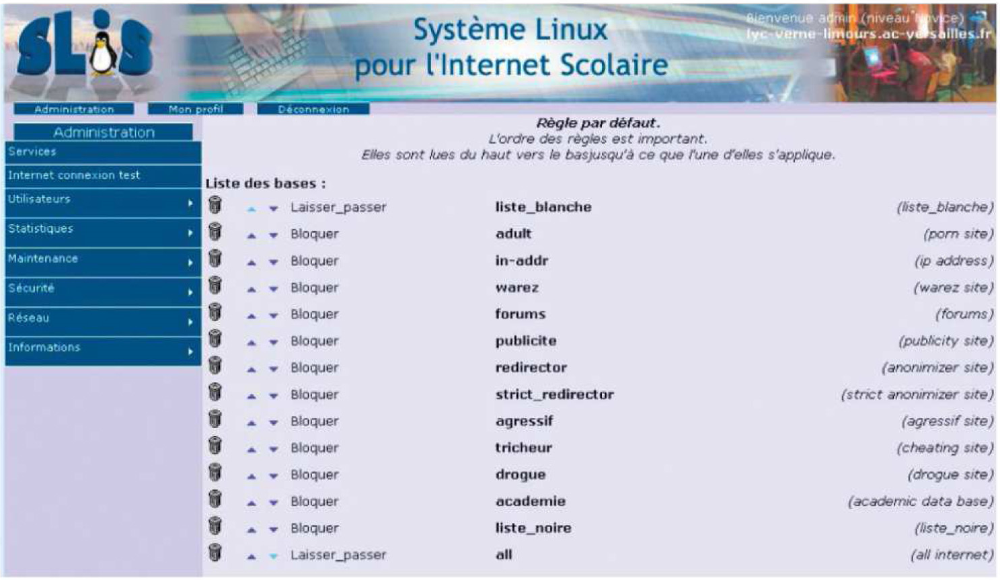 SLiS
Système Linux
pour l'Internet Scolaire
Bienvenue admin (niveau Novice)
lyc-verne-limours.ac-versailles.fr
Administration Mon profil Déconnexion
Administration
Services
Internet connexion test
Utilisateurs
Statistiques
Maintenance
Sécurité
Réseau
Informations
Règle par défaut.
L'ordre des règles est important.
Elles sont lues du haut vers le basjusqu'à ce que l'une d'elles s'applique.
Liste des bases :
Laisser_passer liste_blanche (liste_blanche)
Bloquer adult (porn site)
Bloquer in-addr (ip address)
Bloquer warez (warez site)
Bloquer forums (forums)
Bloquer publicite (publicity site)
Bloquer redirector (anonimizer site)
Bloquer strict_redirector (strict anonimizer site)
Bloquer agressif (agressif site)
Bloquer tricheur (cheating site)
Bloquer drogue (drogue site)
Bloquer academie (academic data base)
Bloquer liste_noire (liste_noire)
Laisser_passer all (all internet)